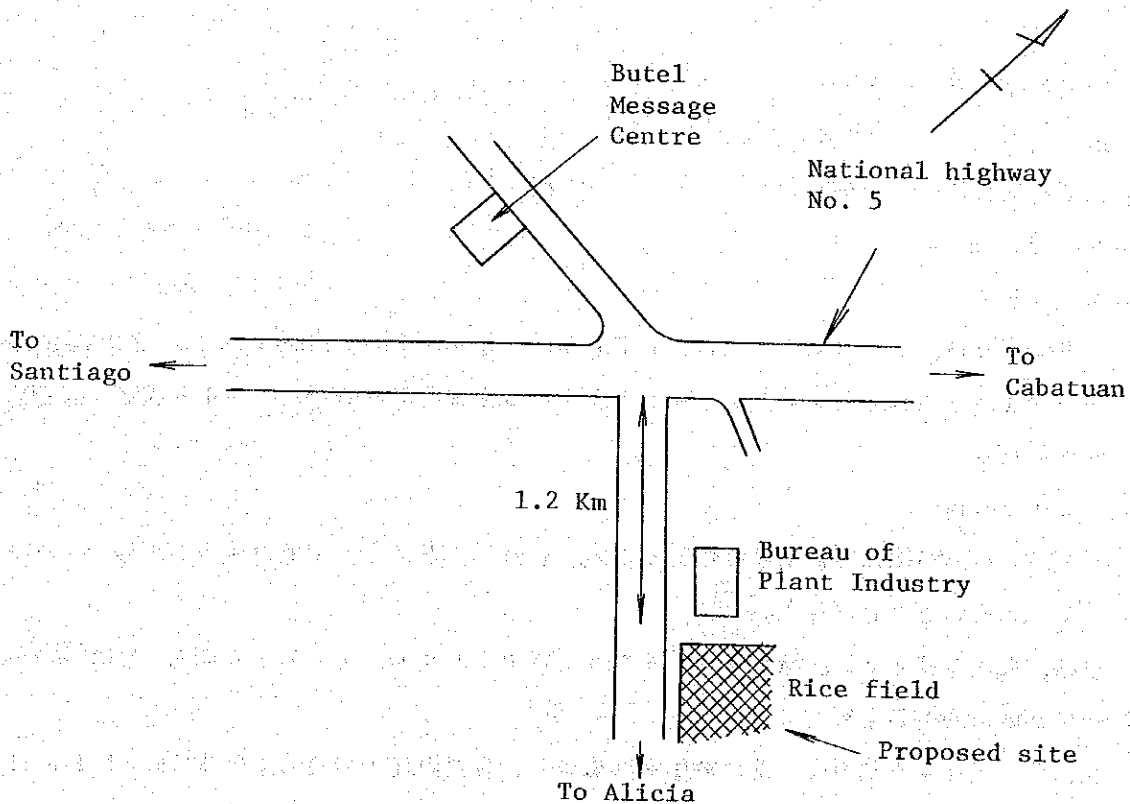 Butel
Message
Centre
National highway
No. 5
To
Santiago
To
Cabatuan
1.2 Km
Bureau of
Plant Industry
Rice field
Proposed site
To Alicia